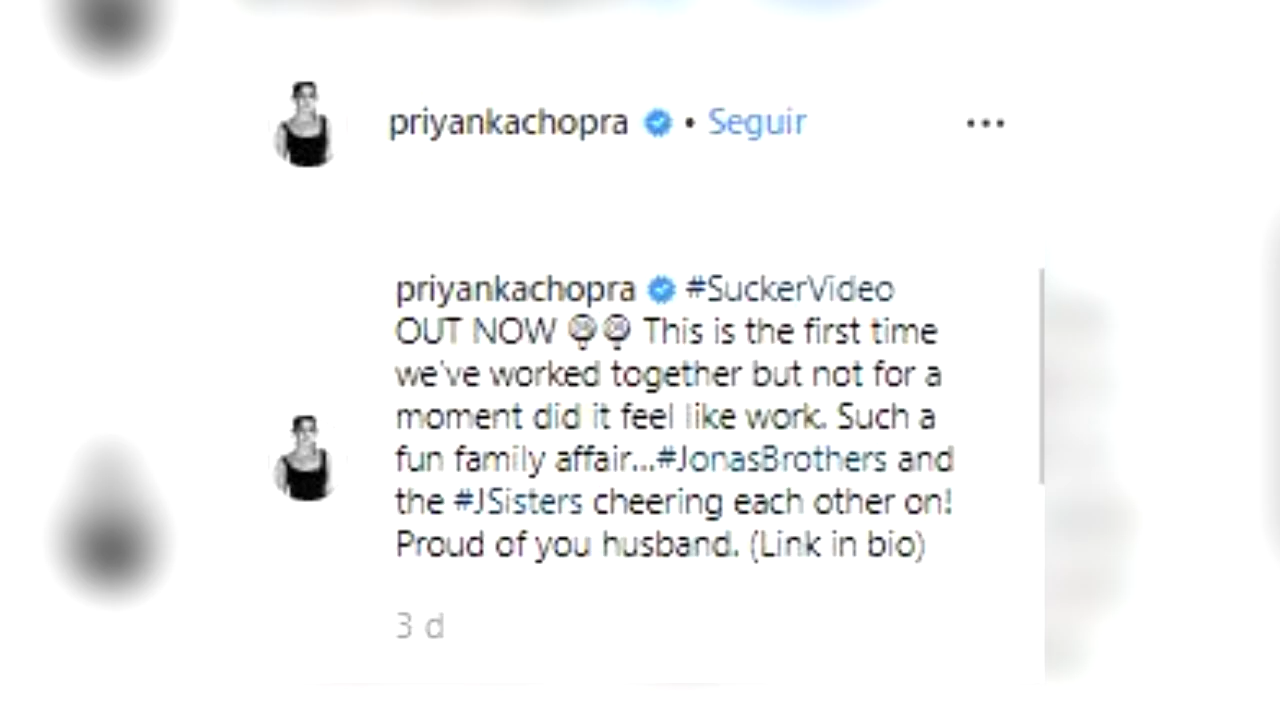 priyankachopra • Seguir ...
priyankachopra #SuckerVideo
OUT NOW This is the first time
we've worked together but not for a
moment did it feel like work. Such a
fun family affair...#JonasBrothers and
the #JSisters cheering each other on!
Proud of you husband. (Link in bio)
3 d